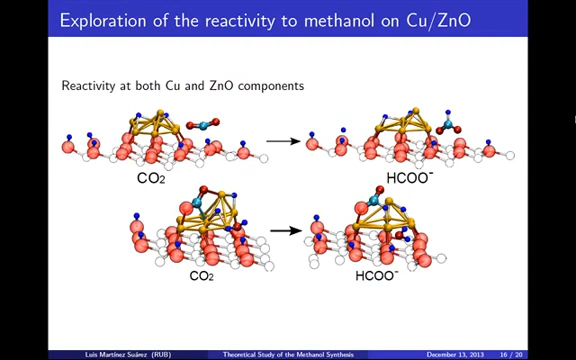 Exploration of the reactivity to methanol on Cu/ZnO
Reactivity at both Cu and ZnO components
CO2
HCOO-
CO2
HCOO-
Luis Martínez Suárez (RUB)
Theoretical Study of the Methanol Synthesis
December 13, 2013
16 / 20